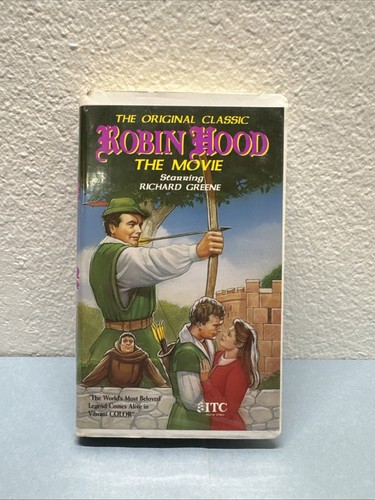 THE ORIGINAL CLASSIC
ROBIN HOOD
THE MOVIE
Starring
RICHARD GREENE
"The World's Most Beloved
Legend Comes Alive in
Vibrant COLOR"
ITC